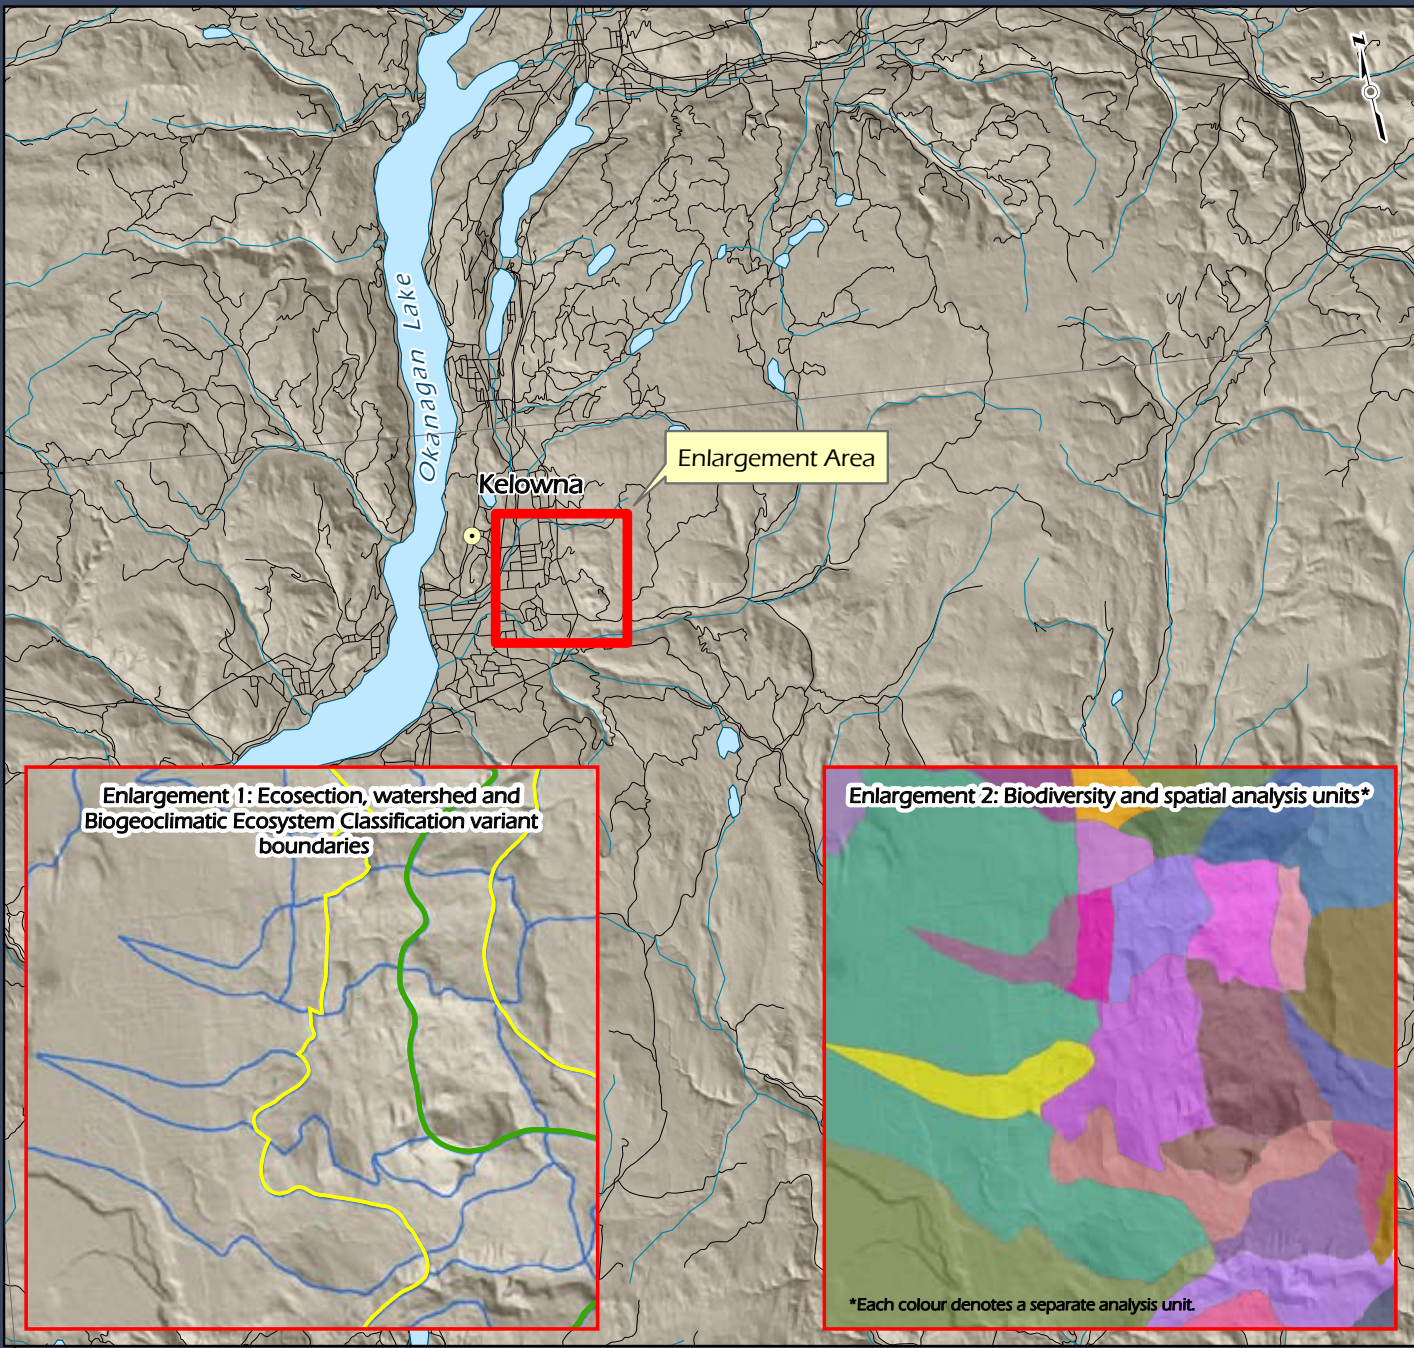 N
Okanagan Lake
Enlargement Area
Kelowna
Enlargement 1: Ecosection, watershed and
Biogeoclimatic Ecosystem Classification variant
boundaries
Enlargement 2: Biodiversity and spatial analysis units*
*Each colour denotes a separate analysis unit.